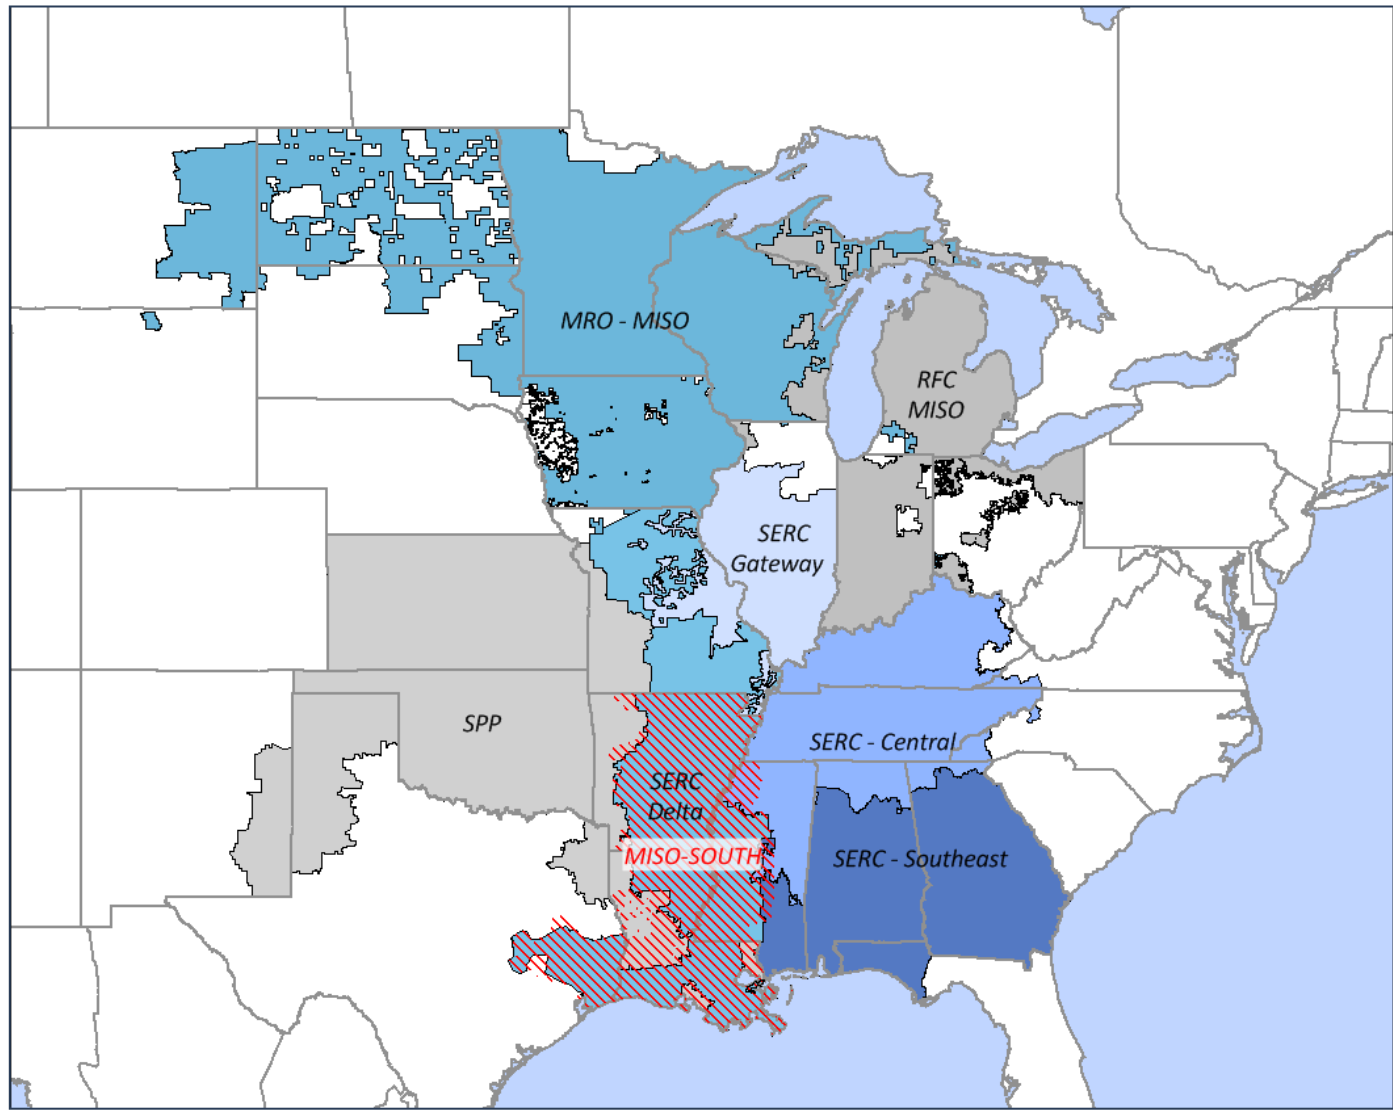 MRO - MISO
RFC
MISO
SERC
Gateway
SPP
SERC - Central
SERC
Delta
MISO-SOUTH
SERC - Southeast